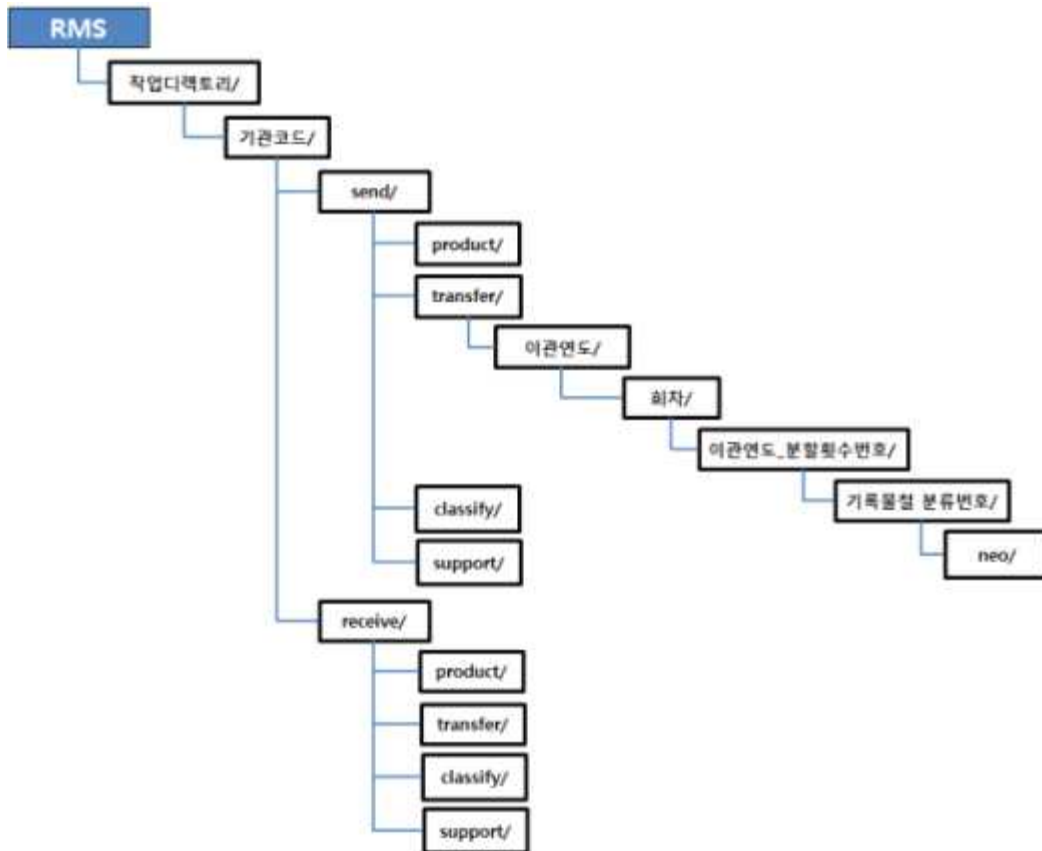 RMS
작업디렉토리/
기관코드/
send/
product/
transfer/
이관연도/
회차/
이관연도_분할횟수번호/
기록물철 분류번호/
neo/
classify/
support/
receive/
product/
transfer/
classify/
support/